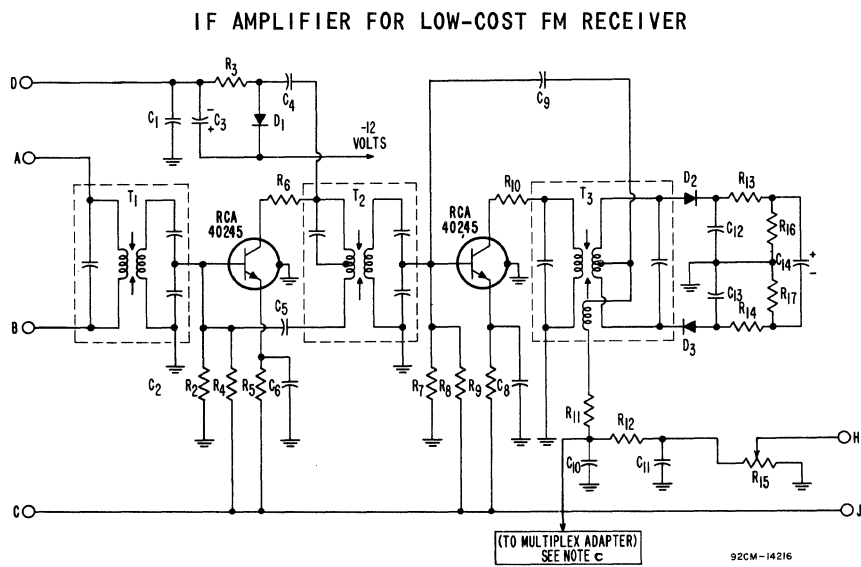 IF AMPLIFIER FOR LOW-COST FM RECEIVER
D
R3
C4
C9
C1
- C3
+
D1
-12
VOLTS
A
T1
R6
T2
R10
T3
D2
R13
RCA
40245
RCA
40245
C12
R16
C14
+
-
C13
R17
R14
B
C5
D3
C2
R2
R4
R5
C6
R7
R8
R9
C8
R11
R12
H
C10
C11
R15
C
J
(TO MULTIPLEX ADAPTER)
SEE NOTE C
92CM-14216